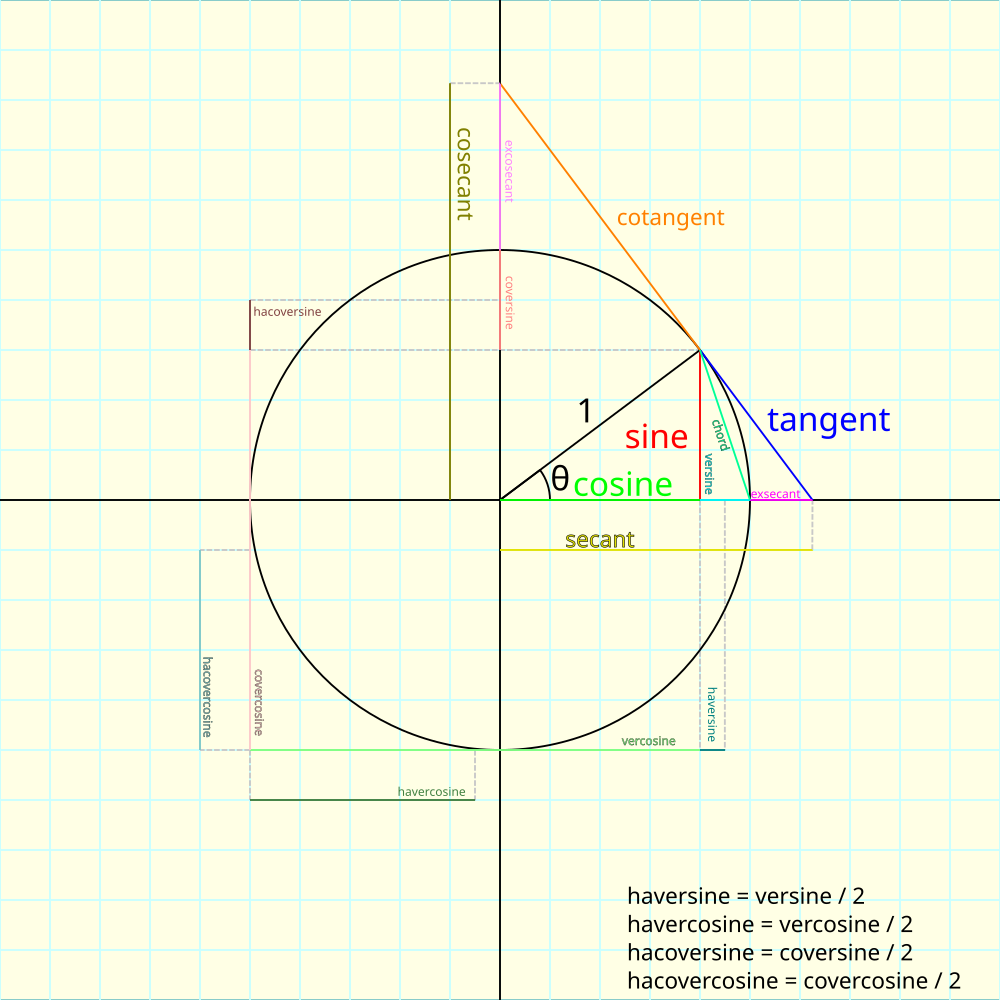 cosecant
excosecant
cotangent
coversine
hacoversine
1
sine
tangent
chord
versine
θ
cosine
exsecant
secant
hacovercosine
covercosine
haversine
vercosine
havercosine
haversine = versine / 2
havercosine = vercosine / 2
hacoversine = coversine / 2
hacovercosine = covercosine / 2